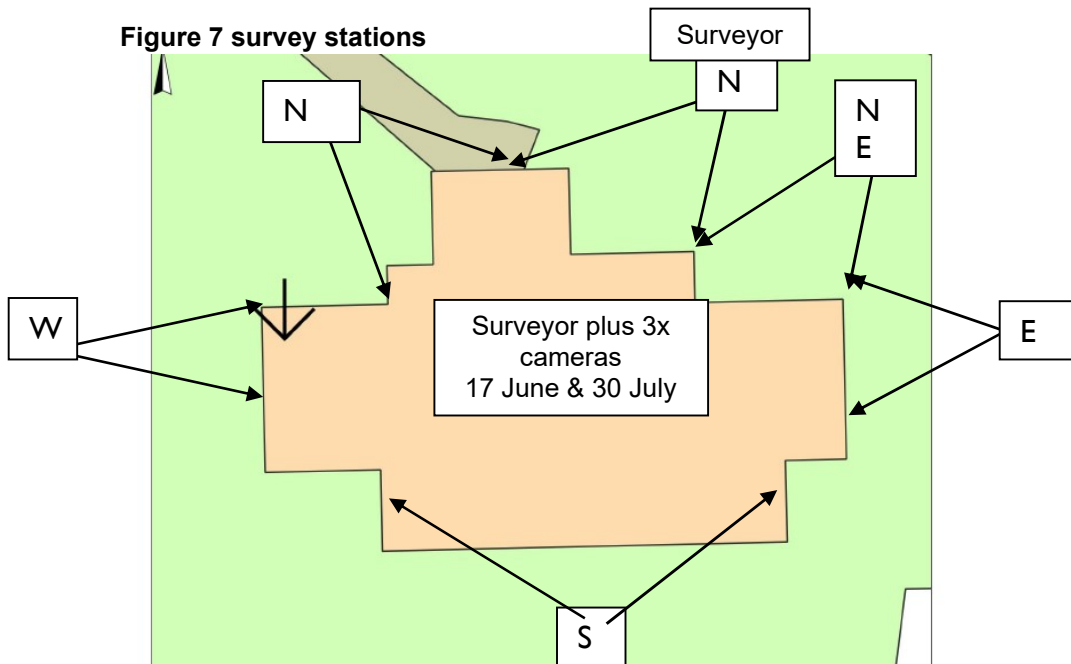 Figure 7 survey stations
Surveyor
N
N
N
E
W
Surveyor plus 3x
cameras
17 June & 30 July
E
S